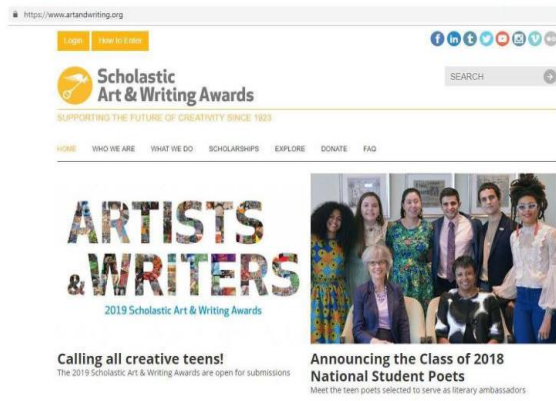 https://www.artandwriting.org
Login How to Enter
Scholastic
Art & Writing Awards
SEARCH
SUPPORTING THE FUTURE OF CREATIVITY SINCE 1923
HOME WHO WE ARE WHAT WE DO SCHOLARSHIPS EXPLORE DONATE FAQ
ARTISTS
& WRITERS
2019 Scholastic Art & Writing Awards
Calling all creative teens!
The 2019 Scholastic Art & Writing Awards are open for submissions
Announcing the Class of 2018
National Student Poets
Meet the teen poets selected to serve as literary ambassadors